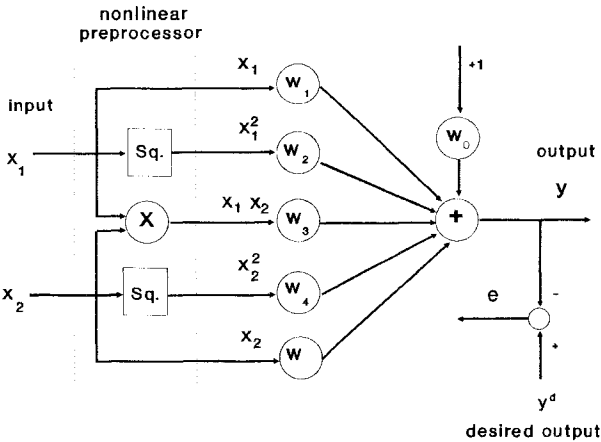 nonlinear
preprocessor
input
output
x₁
x₂
Sq.
X
Sq.
x₁
x₁²
x₁ x₂
x₂²
x₂
w₁
w₂
w₃
w₄
w
+1
w₀
+
y
e
-
+
yᵈ
desired output